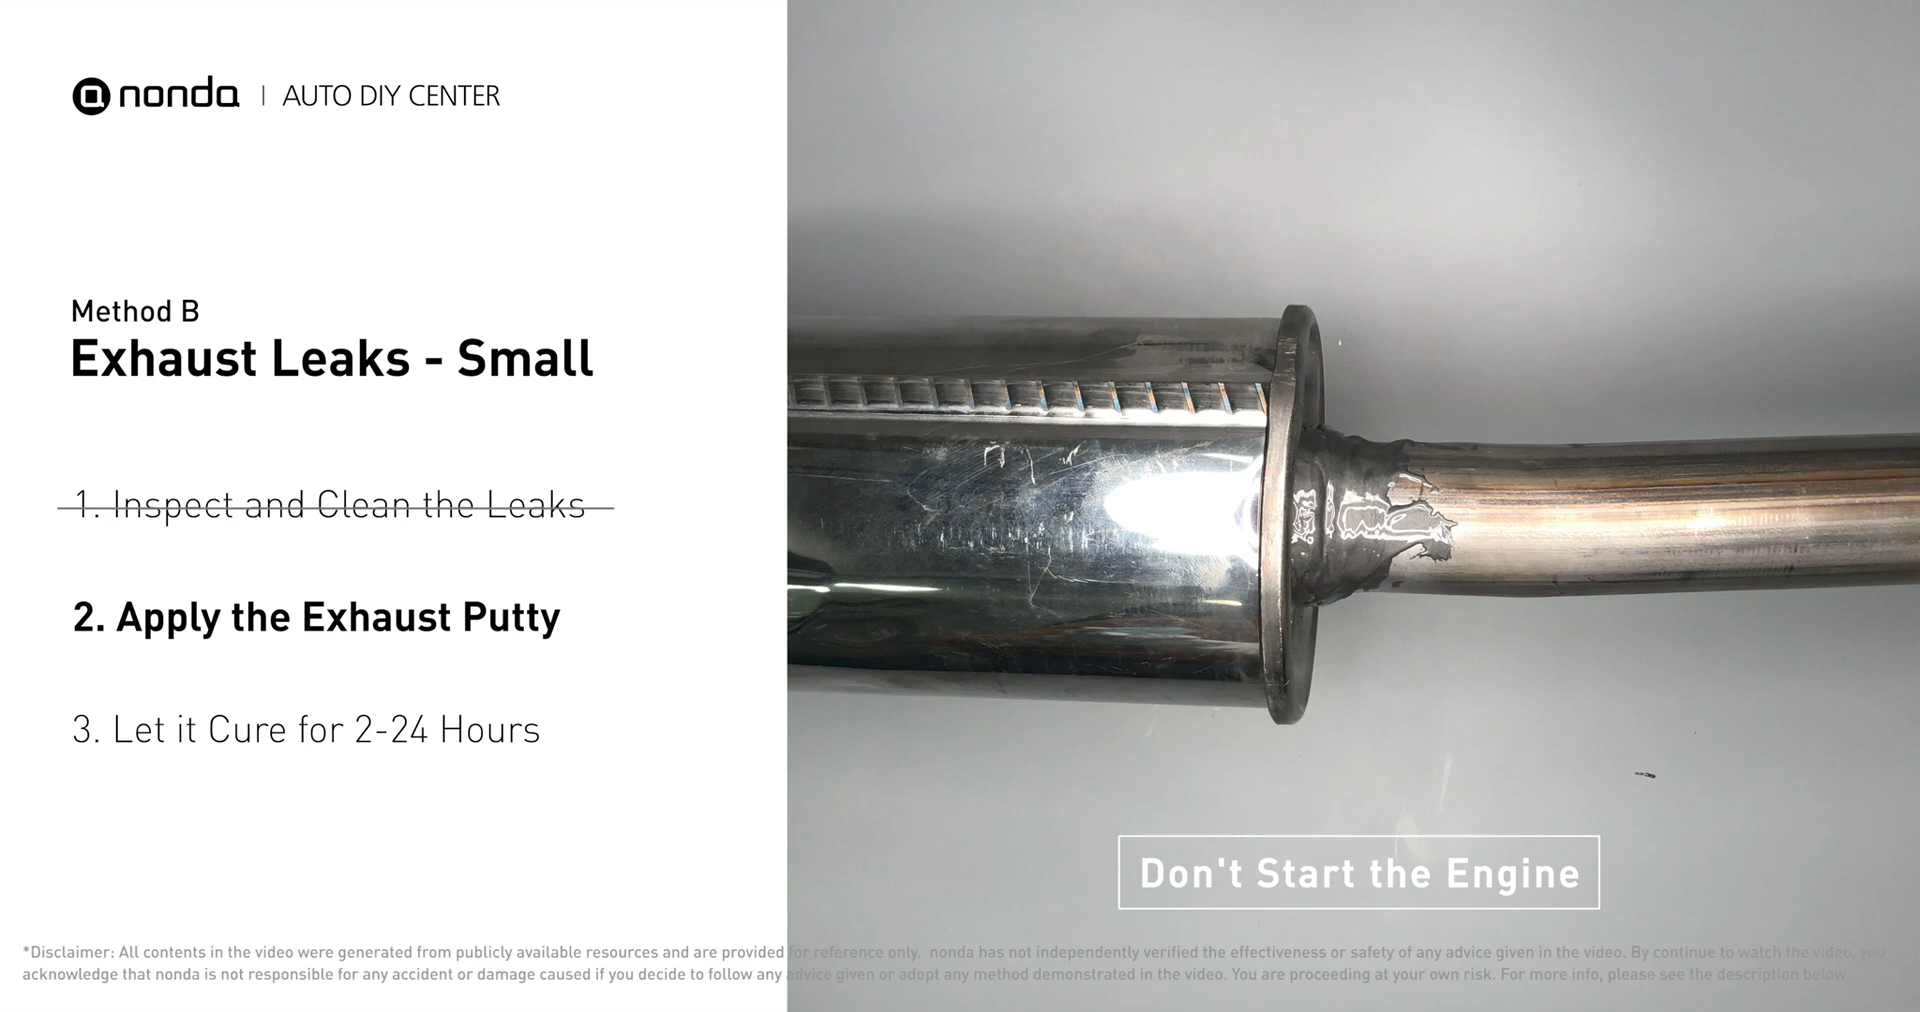 nonda | AUTO DIY CENTER
Method B
Exhaust Leaks - Small
1. Inspect and Clean the Leaks
2. Apply the Exhaust Putty
3. Let it Cure for 2-24 Hours
Don't Start the Engine
*Disclaimer: All contents in the video were generated from publicly available resources and are provided for reference only. nonda has not independently verified the effectiveness or safety of any advice given in the video. By continue to watch the video, you
acknowledge that nonda is not responsible for any accident or damage caused if you decide to follow any advice given or adopt any method demonstrated in the video. You are proceeding at your own risk. For more info, please see the description below.